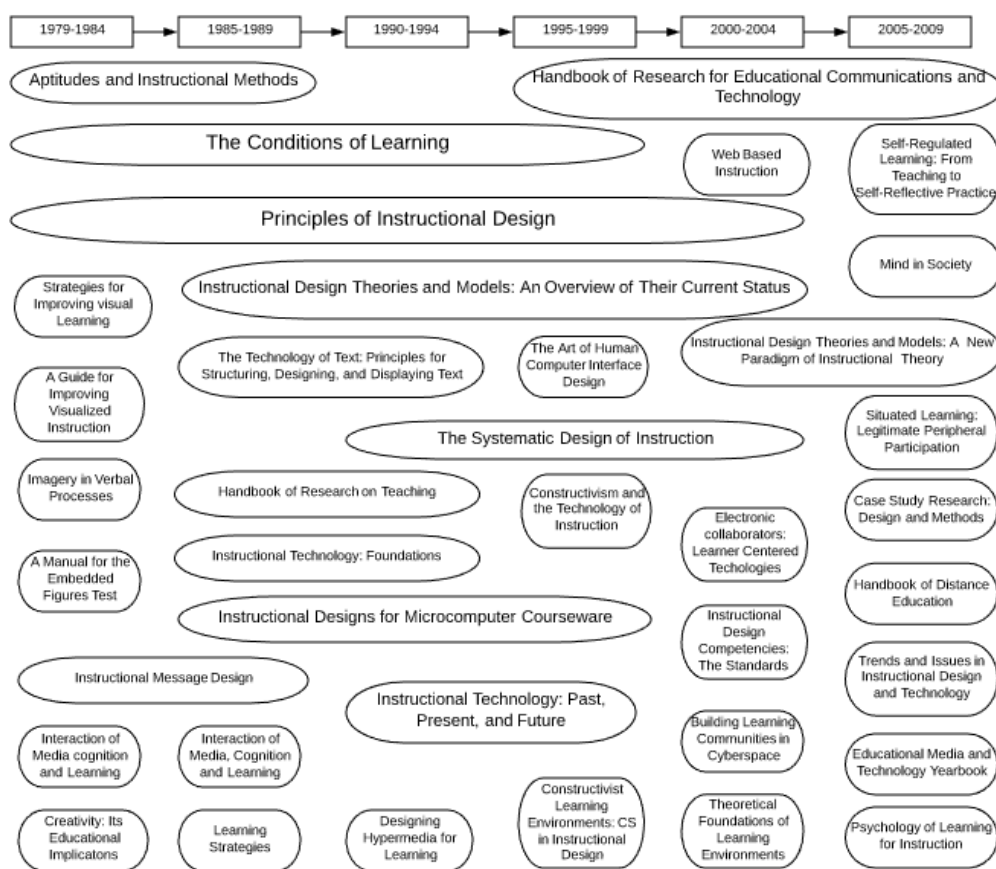 1979-1984
1985-1989
1990-1994
1995-1999
2000-2004
2005-2009
Aptitudes and Instructional Methods
Handbook of Research for Educational Communications and
Technology
The Conditions of Learning
Web Based
Instruction
Self-Regulated
Learning: From
Teaching to
Self-Reflective Practice
Principles of Instructional Design
Mind in Society
Strategies for
Improving visual
Learning
Instructional Design Theories and Models: An Overview of Their Current Status
The Technology of Text: Principles for
Structuring, Designing, and Displaying Text
The Art of Human
Computer Interface
Design
Instructional Design Theories and Models: A New
Paradigm of Instructional Theory
A Guide for
Improving
Visualized
Instruction
The Systematic Design of Instruction
Situated Learning:
Legitimate Peripheral
Participation
Imagery in Verbal
Processes
Handbook of Research on Teaching
Constructivism and
the Technology of
Instruction
Case Study Research:
Design and Methods
Electronic
collaborators:
Learner Centered
Techologies
A Manual for the
Embedded
Figures Test
Instructional Technology: Foundations
Handbook of Distance
Education
Instructional Designs for Microcomputer Courseware
Instructional
Design
Competencies:
The Standards
Instructional Message Design
Trends and Issues in
Instructional Design
and Technology
Instructional Technology: Past,
Present, and Future
Interaction of
Media cognition
and Learning
Interaction of
Media, Cognition
and Learning
Building Learning
Communities in
Cyberspace
Educational Media and
Technology Yearbook
Creativity: Its
Educational
Implicatons
Learning
Strategies
Designing
Hypermedia for
Learning
Constructivist
Learning
Environments: CS
in Instructional
Design
Theoretical
Foundations of
Learning
Environments
Psychology of Learning
for Instruction